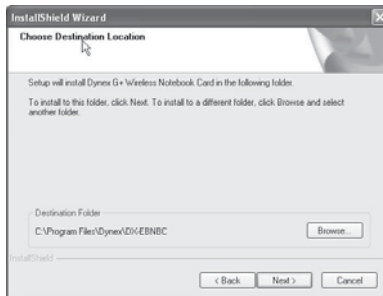 InstallShield Wizard
Choose Destination Location
Setup will install Dynex G+ Wireless Notebook Card in the following folder.
To install to this folder, click Next. To install to a different folder, click Browse and select
another folder.
Destination Folder
C:\Program Files\Dynex\DX-EBNBC
Browse...
InstallShield
< Back
Next >
Cancel